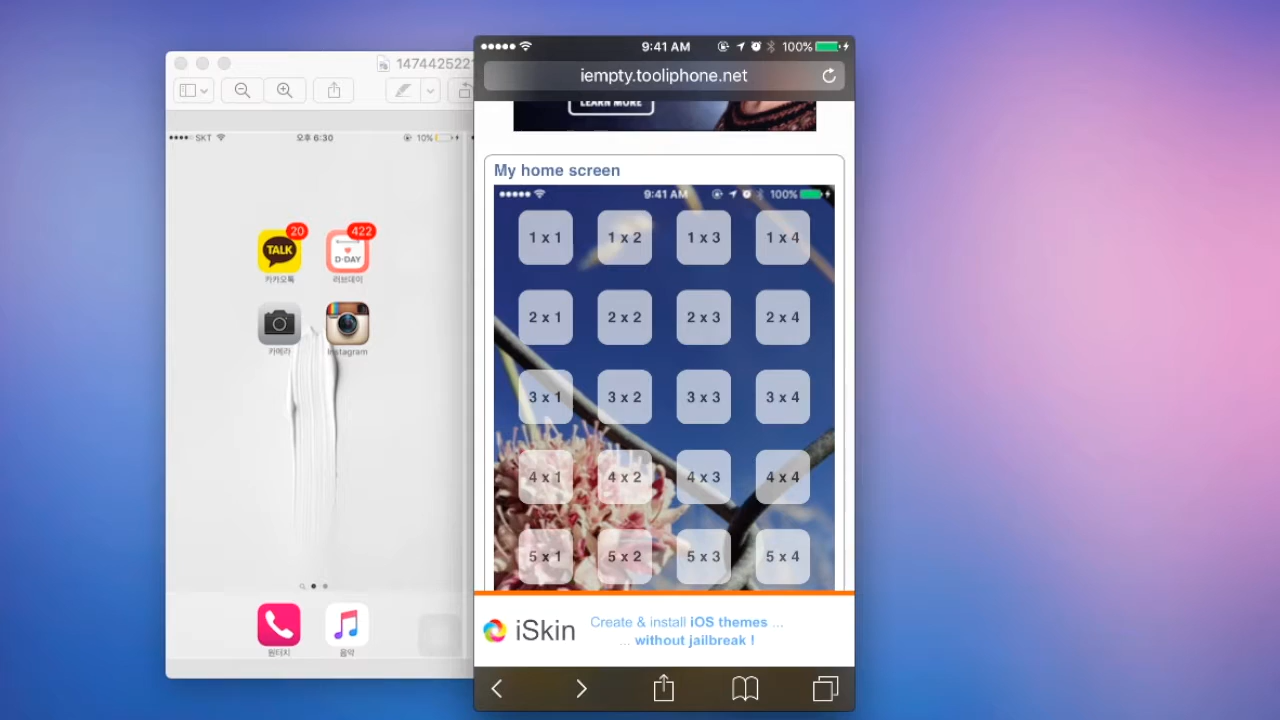 1474425221
SKT
오후 6:30
10%
20
422
TALK
D-DAY
카카오톡
러브데이
카메라
Instagram
원터치
음악
9:41 AM
100%
iempty.tooliphone.net
LEARN MORE
My home screen
9:41 AM
100%
1 x 1
1 x 2
1 x 3
1 x 4
2 x 1
2 x 2
2 x 3
2 x 4
3 x 1
3 x 2
3 x 3
3 x 4
4 x 1
4 x 2
4 x 3
4 x 4
5 x 1
5 x 2
5 x 3
5 x 4
iSkin
Create & install iOS themes ...
... without jailbreak !